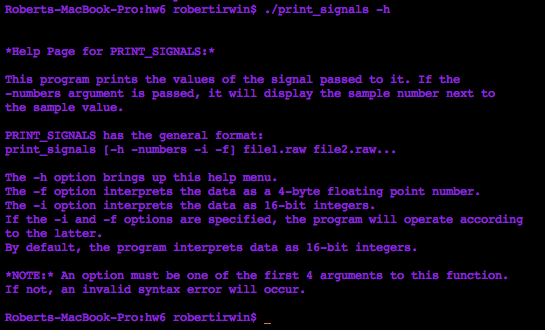 Roberts-MacBook-Pro:hw6 robertirwin$ ./print_signals -h
*Help Page for PRINT_SIGNALS:*
This program prints the values of the signal passed to it. If the
-numbers argument is passed, it will display the sample number next to
the sample value.
PRINT_SIGNALS has the general format:
print_signals [-h -numbers -i -f] file1.raw file2.raw...
The -h option brings up this help menu.
The -f option interprets the data as a 4-byte floating point number.
The -i option interprets the data as 16-bit integers.
If the -i and -f options are specified, the program will operate according
to the latter.
By default, the program interprets data as 16-bit integers.
*NOTE:* An option must be one of the first 4 arguments to this function.
If not, an invalid syntax error will occur.
Roberts-MacBook-Pro:hw6 robertirwin$ _